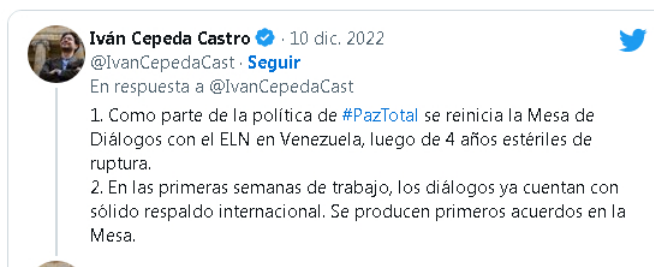 Iván Cepeda Castro · 10 dic. 2022
@IvanCepedaCast · Seguir
En respuesta a @IvanCepedaCast
1. Como parte de la política de #PazTotal se reinicia la Mesa de
Diálogos con el ELN en Venezuela, luego de 4 años estériles de
ruptura.
2. En las primeras semanas de trabajo, los diálogos ya cuentan con
sólido respaldo internacional. Se producen primeros acuerdos en la
Mesa.